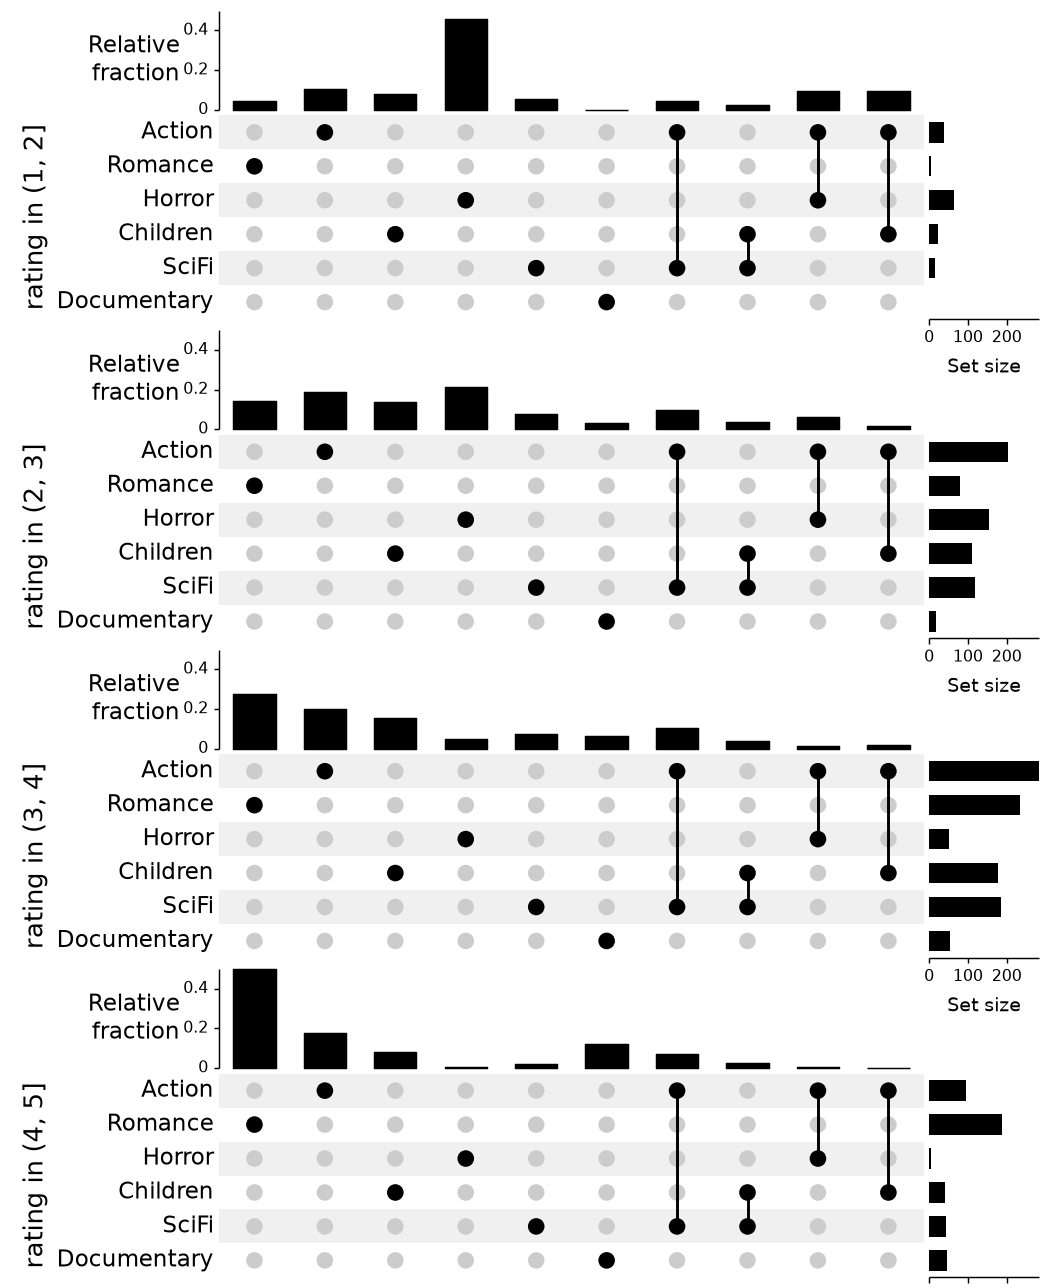 rating in (1, 2]
Relative
fraction
0.4
0.2
0
Action
Romance
Horror
Children
SciFi
Documentary
0 100 200
Set size
rating in (2, 3]
Relative
fraction
0.4
0.2
0
Action
Romance
Horror
Children
SciFi
Documentary
0 100 200
Set size
rating in (3, 4]
Relative
fraction
0.4
0.2
0
Action
Romance
Horror
Children
SciFi
Documentary
0 100 200
Set size
rating in (4, 5]
Relative
fraction
0.4
0.2
0
Action
Romance
Horror
Children
SciFi
Documentary